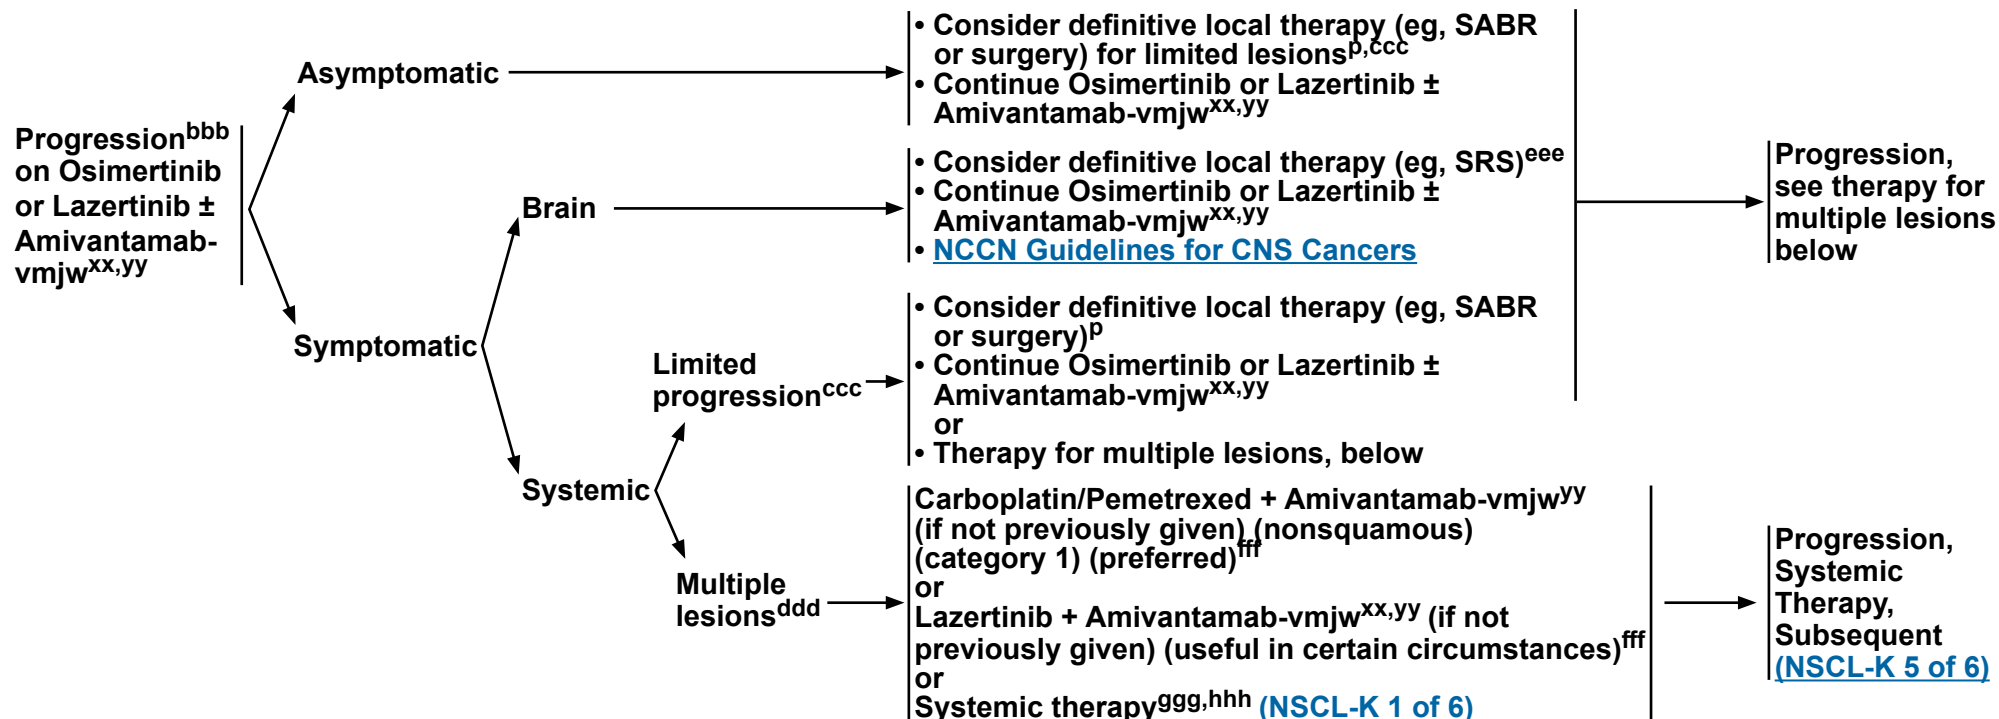 Progressionbbb
on Osimertinib
or Lazertinib ±
Amivantamab-
vmjwxx,yy
Asymptomatic
Symptomatic
• Consider definitive local therapy (eg, SABR
or surgery) for limited lesionsp,ccc
• Continue Osimertinib or Lazertinib ±
Amivantamab-vmjwxx,yy
Brain
• Consider definitive local therapy (eg, SRS)eee
• Continue Osimertinib or Lazertinib ±
Amivantamab-vmjwxx,yy
• NCCN Guidelines for CNS Cancers
Systemic
Limited
progressionccc
• Consider definitive local therapy (eg, SABR
or surgery)p
• Continue Osimertinib or Lazertinib ±
Amivantamab-vmjwxx,yy
or
• Therapy for multiple lesions, below
Progression,
see therapy for
multiple lesions
below
Multiple
lesionsddd
Carboplatin/Pemetrexed + Amivantamab-vmjwyy
(if not previously given) (nonsquamous)
(category 1) (preferred)fff
or
Lazertinib + Amivantamab-vmjwxx,yy (if not
previously given) (useful in certain circumstances)fff
or
Systemic therapyggg,hhh (NSCL-K 1 of 6)
Progression,
Systemic
Therapy,
Subsequent
(NSCL-K 5 of 6)